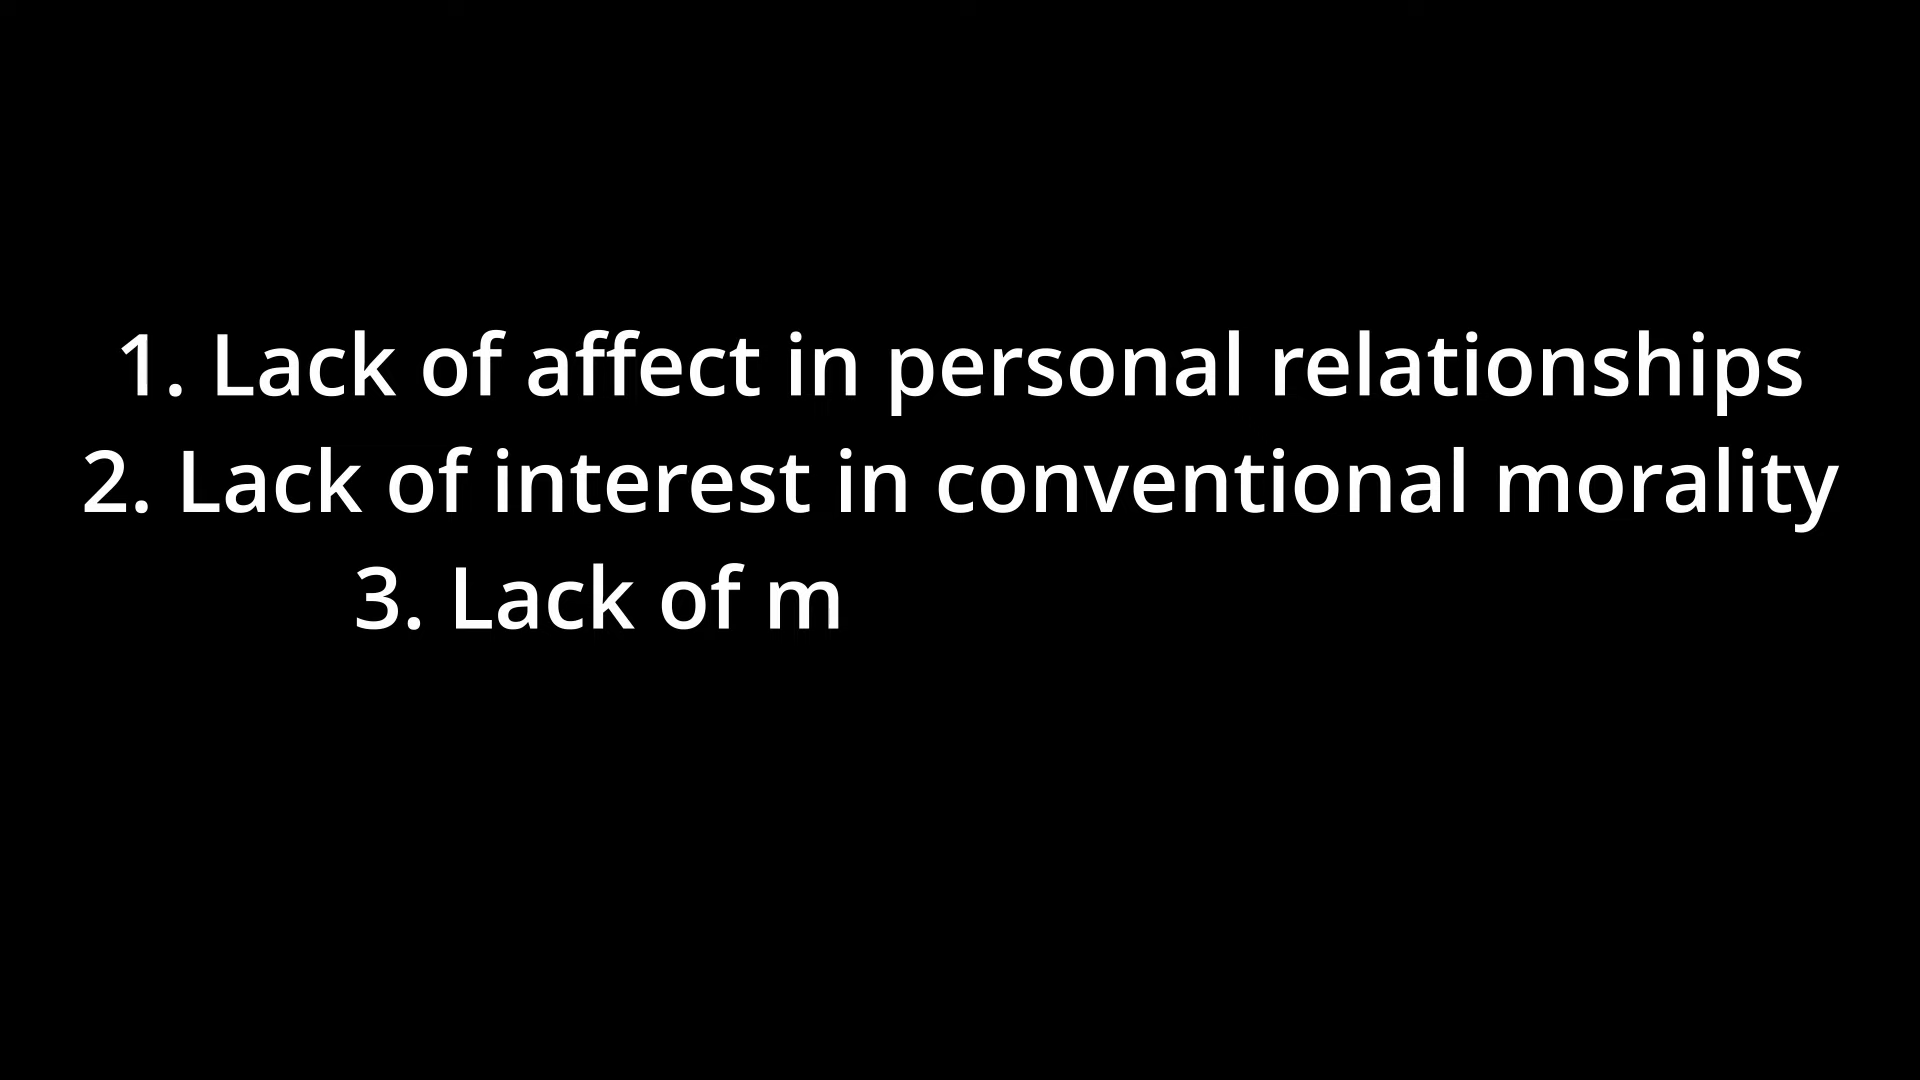 1. Lack of affect in personal relationships
2. Lack of interest in conventional morality
3. Lack of m